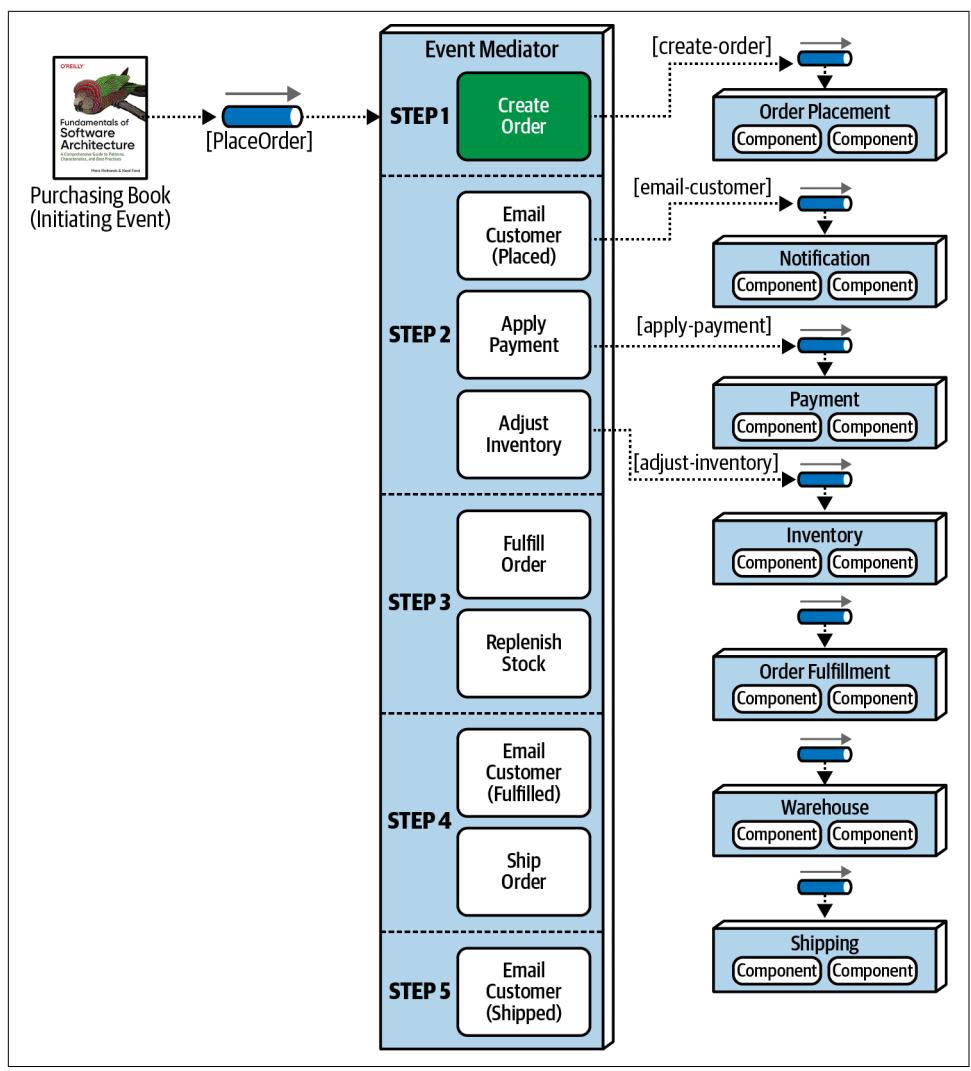 O'REILLY
Fundamentals of
Software
Architecture
A Comprehensive Guide to Patterns,
Characteristics, and Best Practices
Mark Richards & Neal Ford
Purchasing Book
(Initiating Event)
[PlaceOrder]
Event Mediator
STEP 1
Create
Order
STEP 2
Email
Customer
(Placed)
Apply
Payment
Adjust
Inventory
STEP 3
Fulfill
Order
Replenish
Stock
STEP 4
Email
Customer
(Fulfilled)
Ship
Order
STEP 5
Email
Customer
(Shipped)
[create-order]
Order Placement
Component Component
[email-customer]
Notification
Component Component
[apply-payment]
Payment
Component Component
[adjust-inventory]
Inventory
Component Component
Order Fulfillment
Component Component
Warehouse
Component Component
Shipping
Component Component